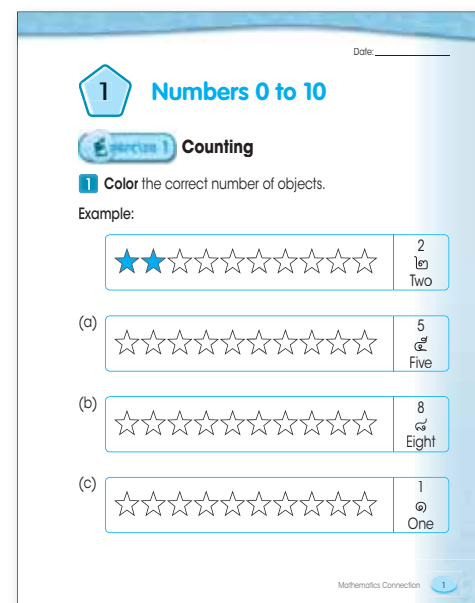 Date:
1 Numbers 0 to 10
Exercise 1 Counting
1 Color the correct number of objects.
Example:
2
๒
Two
(a)
5
๕
Five
(b)
8
๘
Eight
(c)
1
๑
One
Mathematics Connection 1